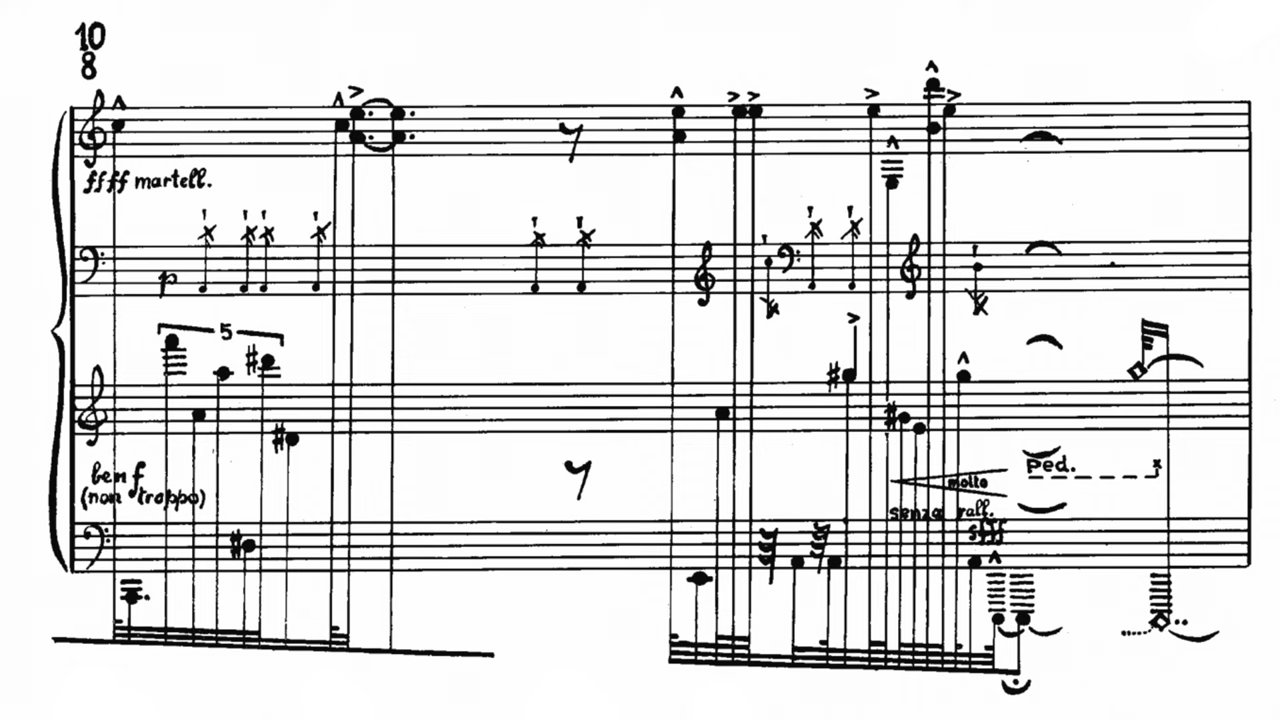 10
8
ffff martell.
p
5
ben f
(non troppo)
Ped.
molto
senza rall.
sfff